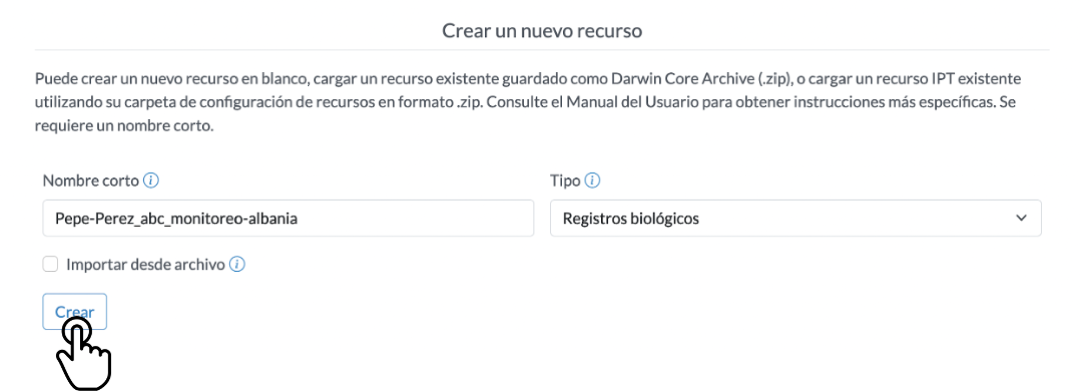 Crear un nuevo recurso
Puede crear un nuevo recurso en blanco, cargar un recurso existente guardado como Darwin Core Archive (.zip), o cargar un recurso IPT existente
utilizando su carpeta de configuración de recursos en formato .zip. Consulte el Manual del Usuario para obtener instrucciones más específicas. Se
requiere un nombre corto.
Nombre corto
Tipo
Pepe-Perez_abc_monitoreo-albania
Registros biológicos
Importar desde archivo
Crear